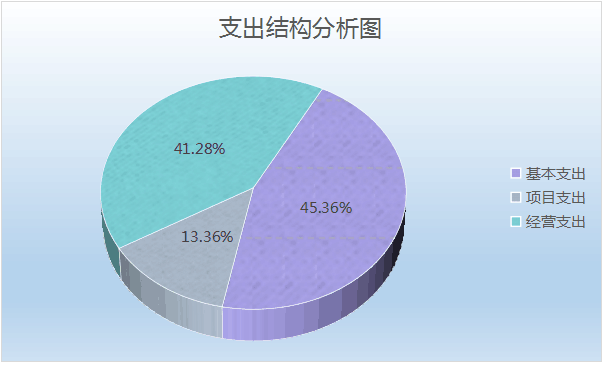 支出结构分析图
41.28%
45.36%
13.36%
基本支出
项目支出
经营支出